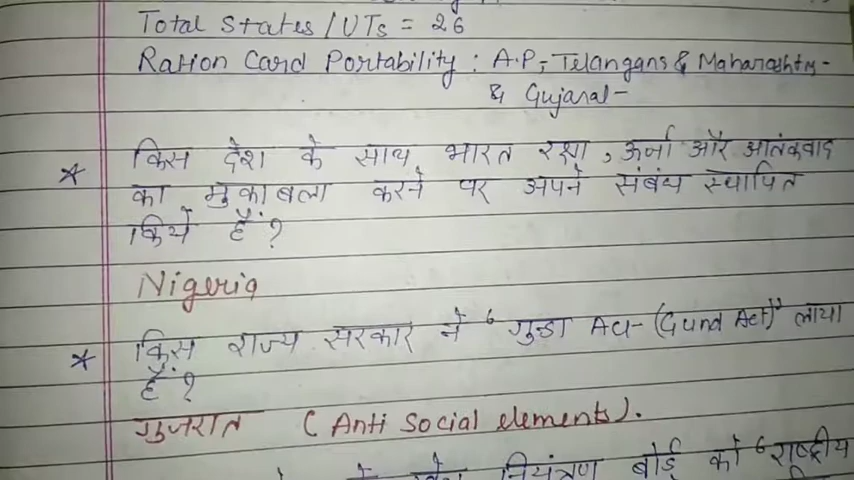 Total States / UTs = 26
Ration Card Portability : A.P, Telangans & Maharashtra
& Gujarat
* किस देश के साथ भारत रक्षा, ऊर्जा और आतंकवाद
का मुकाबला करने पर अपने संबंध स्थापित
किये हैं?
Nigeria
* किस राज्य सरकार ने "गुन्डा Act (Gund Act)" लाया
है?
गुजरात (Anti Social elements).
नियंत्रण बोर्ड को "राष्ट्रीय